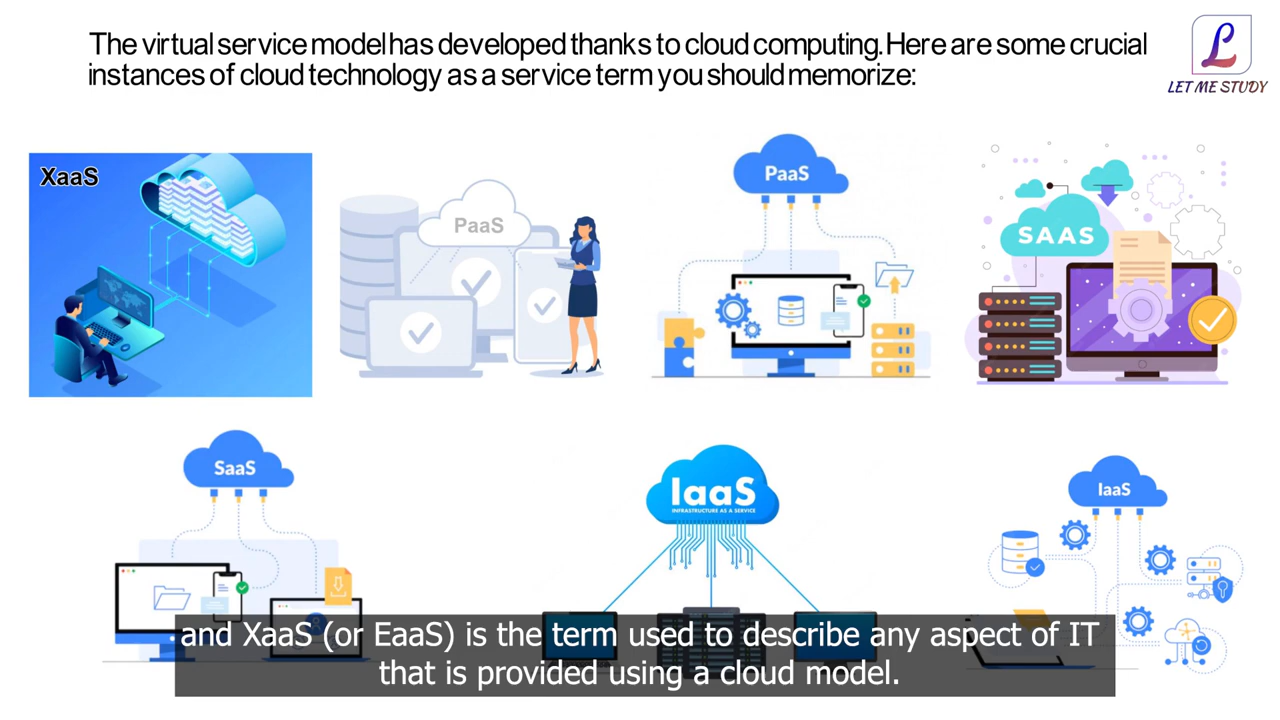 The virtual service model has developed thanks to cloud computing. Here are some crucial
instances of cloud technology as a service term you should memorize:
L
LET ME STUDY
XaaS
PaaS
PaaS
SAAS
SaaS
IaaS
INFRASTRUCTURE AS A SERVICE
IaaS
and XaaS (or EaaS) is the term used to describe any aspect of IT
that is provided using a cloud model.